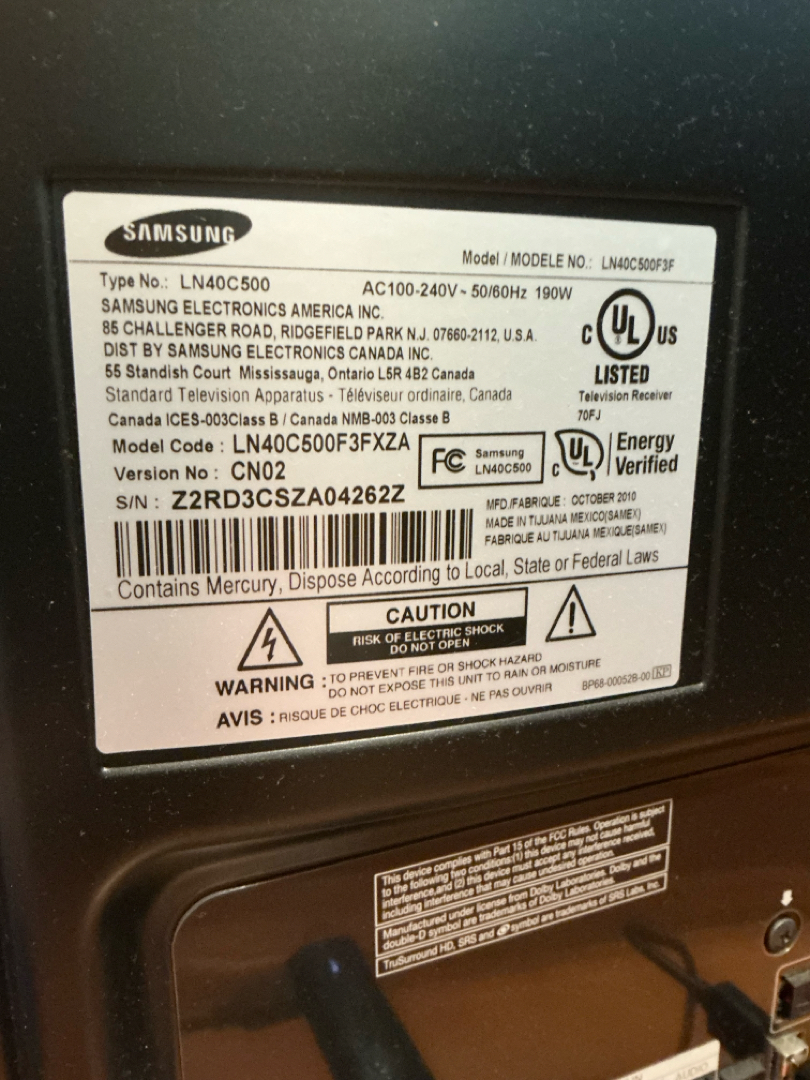 SAMSUNG
Model / MODELE NO.: LN40C500F3F
Type No.: LN40C500
AC100-240V ~ 50/60Hz 190W
SAMSUNG ELECTRONICS AMERICA INC.
85 CHALLENGER ROAD, RIDGEFIELD PARK N.J. 07660-2112, U.S.A.
DIST BY SAMSUNG ELECTRONICS CANADA INC.
55 Standish Court Mississauga, Ontario L5R 4B2 Canada
Standard Television Apparatus - Téléviseur ordinaire, Canada
Canada ICES-003Class B / Canada NMB-003 Classe B
C UL ® US
LISTED
Television Receiver
70FJ
Model Code : LN40C500F3FXZA
Version No : CN02
S/N : Z2RD3CSZA04262Z
FC Samsung
LN40C500
c UL Energy
Verified
MFD./FABRIQUE : OCTOBER 2010
MADE IN TIJUANA MEXICO(SAMEX)
FABRIQUE AU TIJUANA MEXIQUE(SAMEX)
Contains Mercury, Dispose According to Local, State or Federal Laws
CAUTION
RISK OF ELECTRIC SHOCK
DO NOT OPEN
WARNING : TO PREVENT FIRE OR SHOCK HAZARD
DO NOT EXPOSE THIS UNIT TO RAIN OR MOISTURE
AVIS : RISQUE DE CHOC ELECTRIQUE - NE PAS OUVRIR
BP68-00052B-00 KP
This device complies with Part 15 of the FCC Rules. Operation is subject
to the following two conditions:(1) this device may not cause harmful
interference,and (2) this device must accept any interference received,
including interference that may cause undesired operation.
Manufactured under license from Dolby Laboratories. Dolby and the
double-D symbol are trademarks of Dolby Laboratories.
TruSurround HD, SRS and symbol are trademarks of SRS Labs, Inc.
AUDIO